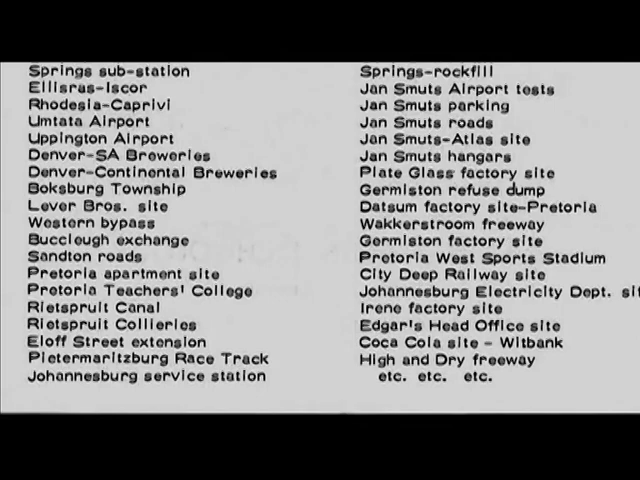 Springs sub-station
Ellisras-Iscor
Rhodesia-Caprivi
Umtata Airport
Uppington Airport
Denver-SA Breweries
Denver-Continental Breweries
Boksburg Township
Lever Bros. site
Western bypass
Buccleugh exchange
Sandton roads
Pretoria apartment site
Pretoria Teachers' College
Rietspruit Canal
Rietspruit Collieries
Eloff Street extension
Pietermaritzburg Race Track
Johannesburg service station
Springs-rockfill
Jan Smuts Airport tests
Jan Smuts parking
Jan Smuts roads
Jan Smuts-Atlas site
Jan Smuts hangars
Plate Glass factory site
Germiston refuse dump
Datsum factory site-Pretoria
Wakkerstroom freeway
Germiston factory site
Pretoria West Sports Stadium
City Deep Railway site
Johannesburg Electricity Dept. sit
Irene factory site
Edgar's Head Office site
Coca Cola site - Witbank
High and Dry freeway
etc. etc. etc.